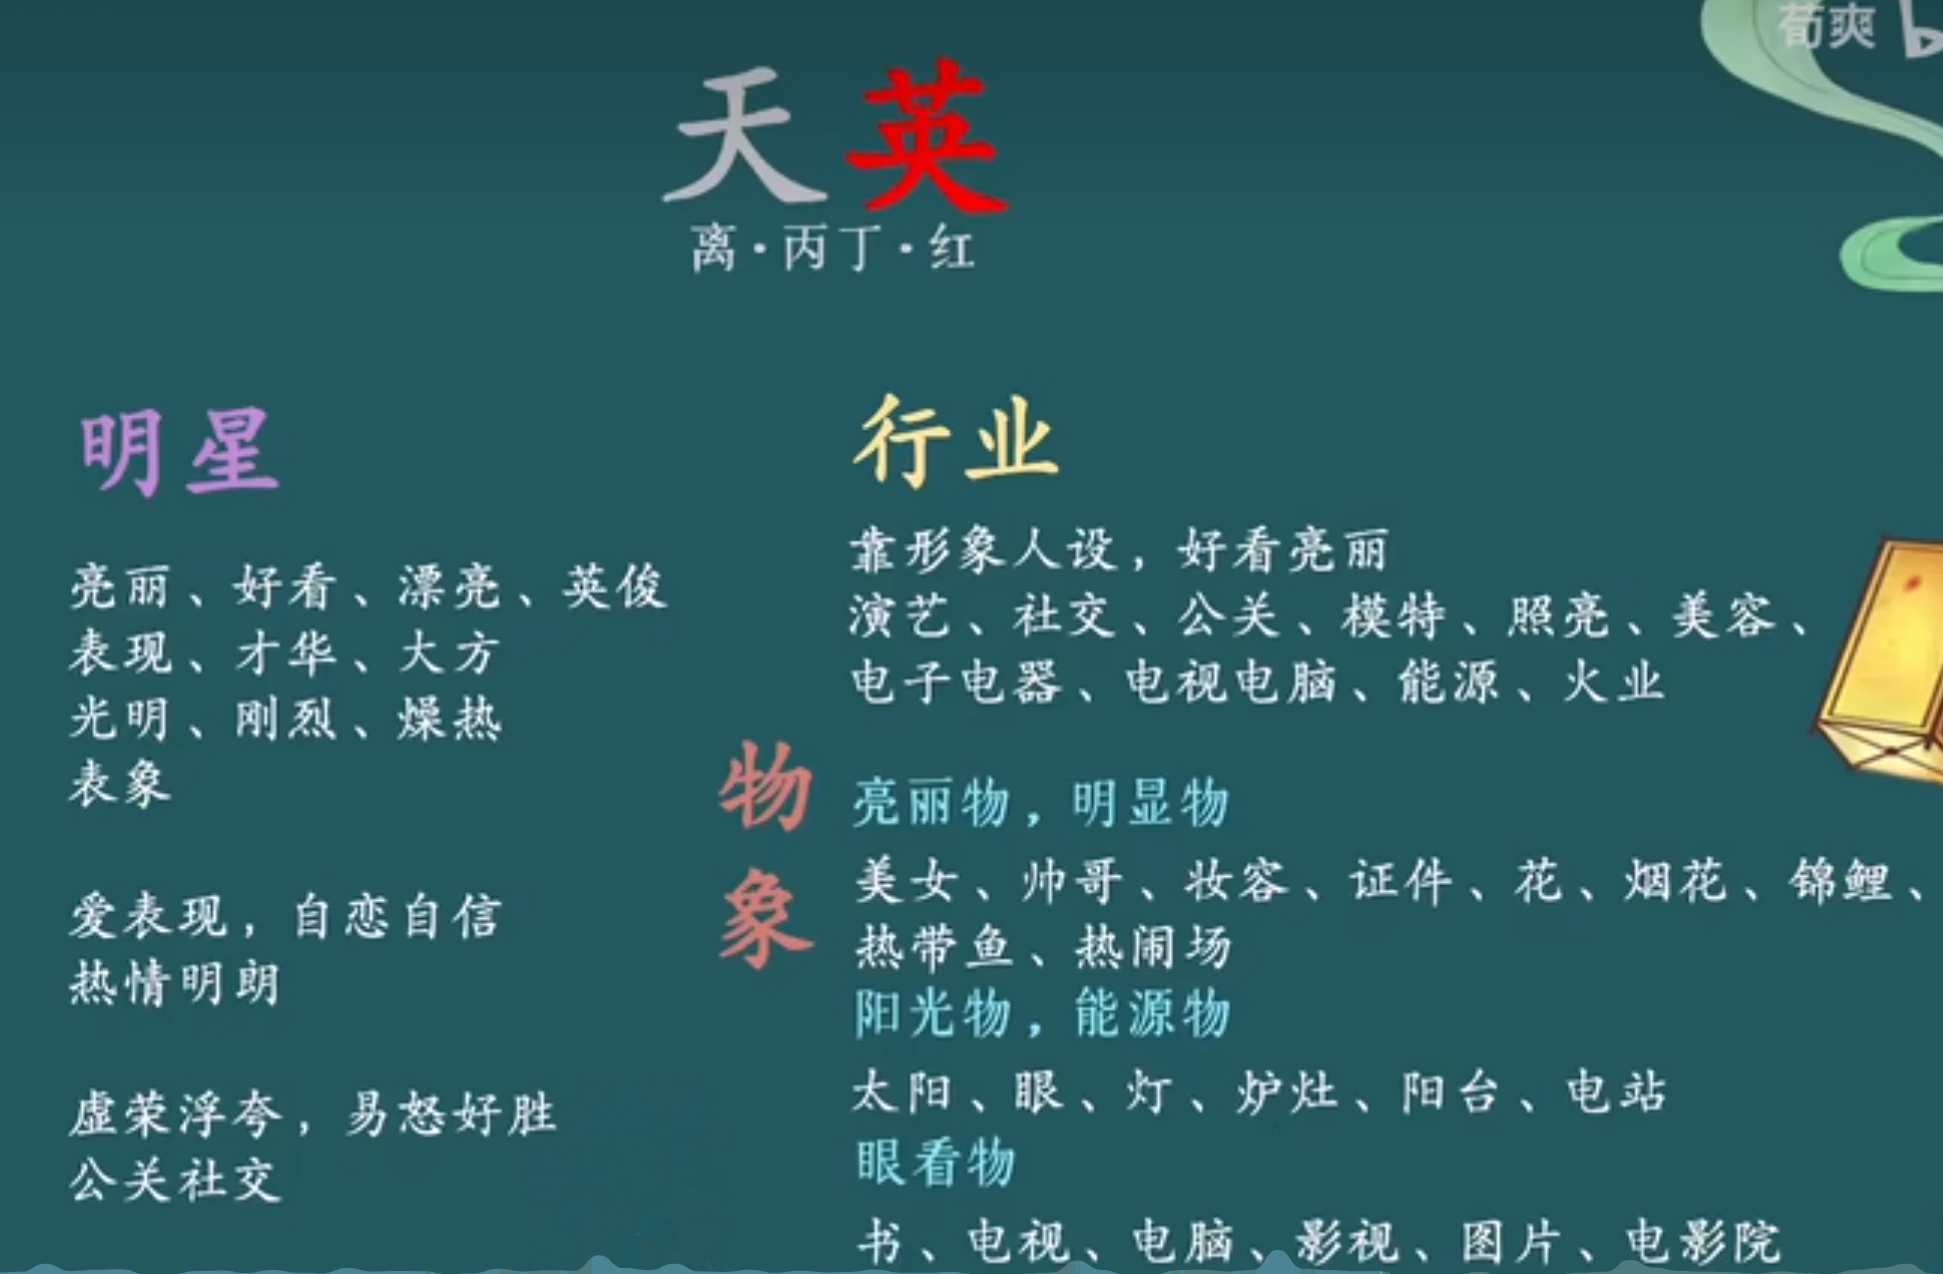 荀爽
天英
离·丙丁·红
明星
亮丽、好看、漂亮、英俊
表现、才华、大方
光明、刚烈、燥热
表象
爱表现，自恋自信
热情明朗
虚荣浮夸，易怒好胜
公关社交
行业
靠形象人设，好看亮丽
演艺、社交、公关、模特、照亮、美容、
电子电器、电视电脑、能源、火业
物象
亮丽物，明显物
美女、帅哥、妆容、证件、花、烟花、锦鲤、
热带鱼、热闹场
阳光物，能源物
太阳、眼、灯、炉灶、阳台、电站
眼看物
书、电视、电脑、影视、图片、电影院